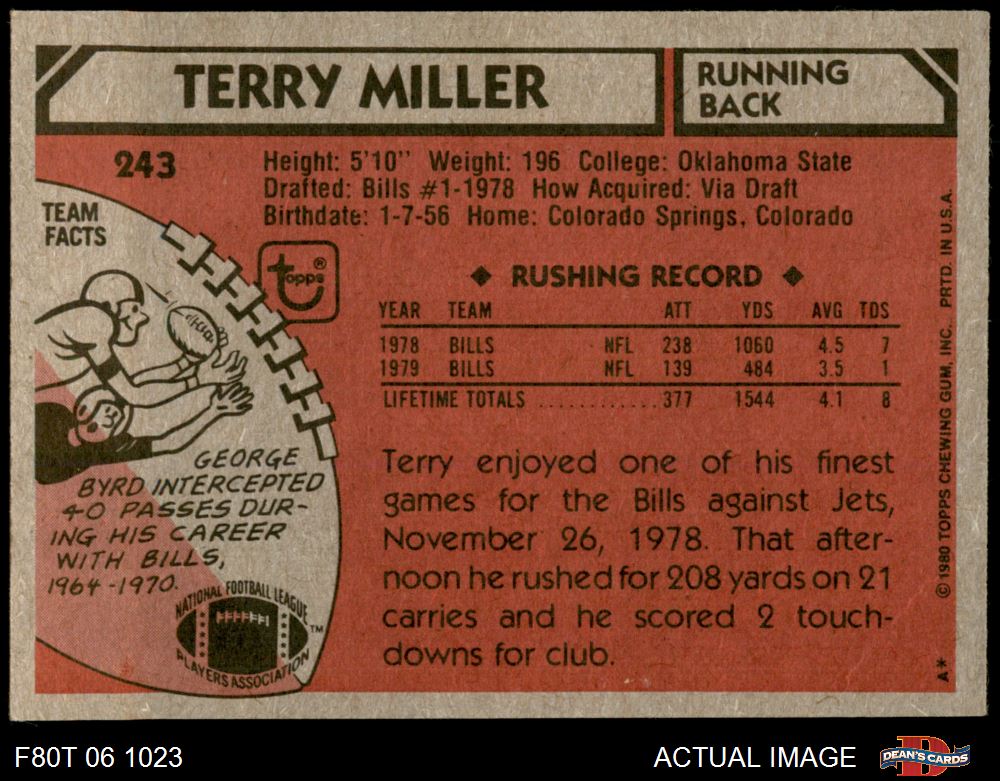 TERRY MILLER
RUNNING
BACK
243
Height: 5'10" Weight: 196 College: Oklahoma State
Drafted: Bills #1-1978 How Acquired: Via Draft
Birthdate: 1-7-56 Home: Colorado Springs, Colorado
TEAM
FACTS
topps®
◆ RUSHING RECORD ◆
YEAR TEAM ATT YDS AVG TDS
1978 BILLS NFL 238 1060 4.5 7
1979 BILLS NFL 139 484 3.5 1
LIFETIME TOTALS ............ 377 1544 4.1 8
GEORGE
BYRD INTERCEPTED
40 PASSES DUR-
ING HIS CAREER
WITH BILLS,
1964-1970.
NATIONAL FOOTBALL LEAGUE
PLAYERS ASSOCIATION
TM
Terry enjoyed one of his finest
games for the Bills against Jets,
November 26, 1978. That after-
noon he rushed for 208 yards on 21
carries and he scored 2 touch-
downs for club.
A* © 1980 TOPPS CHEWING GUM, INC. PRTD. IN U.S.A.
F80T 06 1023
ACTUAL IMAGE
DEAN'S CARDS